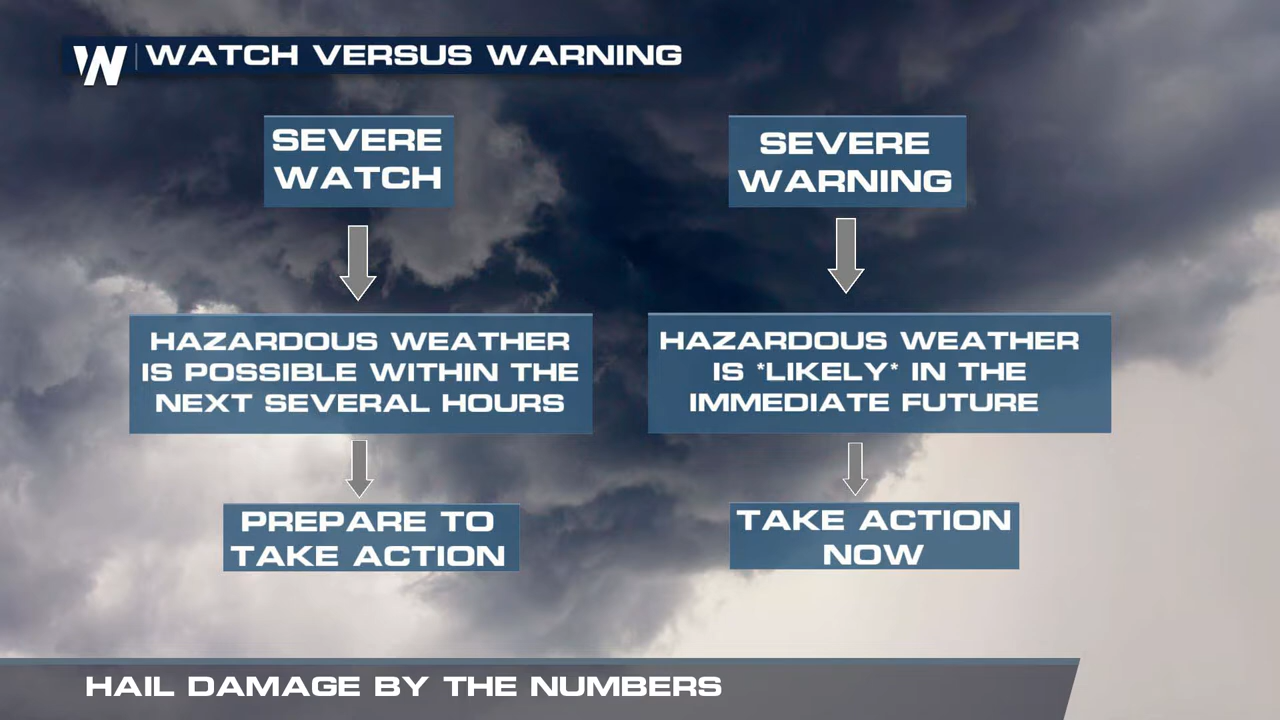 W WATCH VERSUS WARNING
SEVERE
WATCH
HAZARDOUS WEATHER
IS POSSIBLE WITHIN THE
NEXT SEVERAL HOURS
PREPARE TO
TAKE ACTION
SEVERE
WARNING
HAZARDOUS WEATHER
IS *LIKELY* IN THE
IMMEDIATE FUTURE
TAKE ACTION
NOW
HAIL DAMAGE BY THE NUMBERS